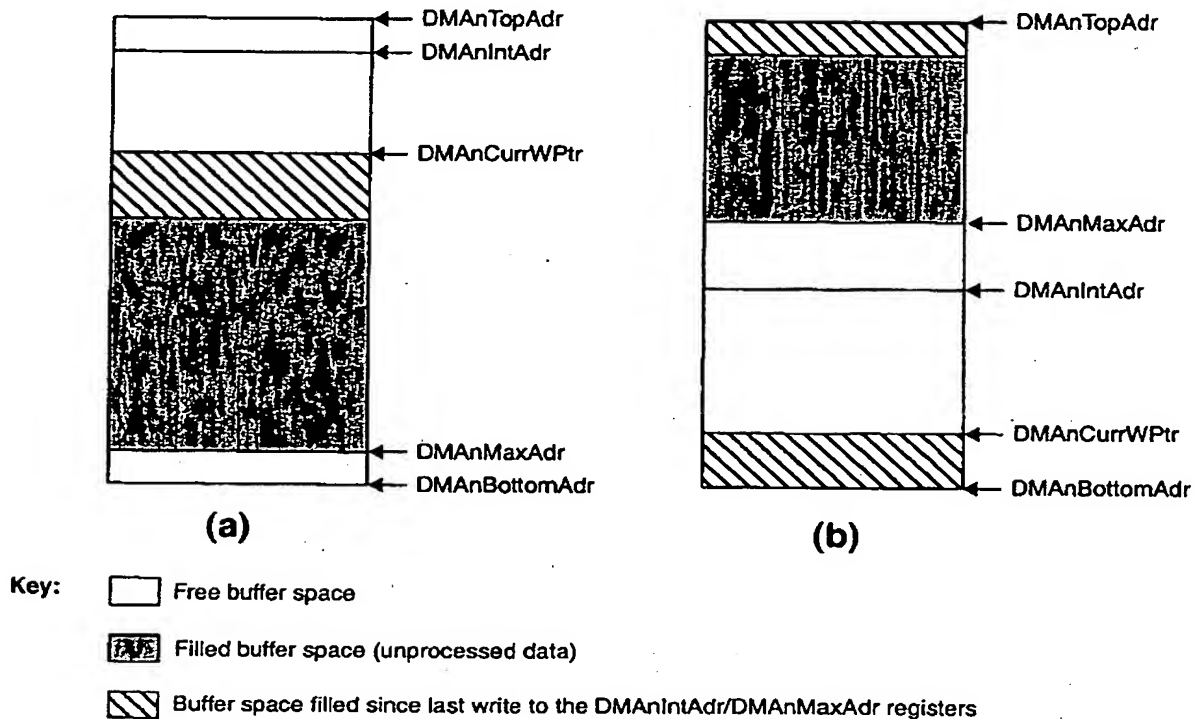 DMAnTopAdr
DMAnIntAdr
DMAnCurrWPtr
DMAnMaxAdr
DMAnBottomAdr
(a)
DMAnTopAdr
DMAnMaxAdr
DMAnIntAdr
DMAnCurrWPtr
DMAnBottomAdr
(b)
Key:
Free buffer space
Filled buffer space (unprocessed data)
Buffer space filled since last write to the DMAnIntAdr/DMAnMaxAdr registers